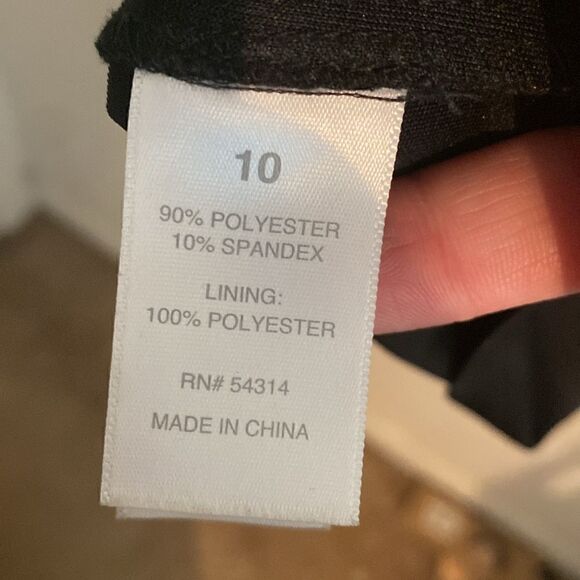 10
90% POLYESTER
10% SPANDEX
LINING:
100% POLYESTER
RN# 54314
MADE IN CHINA